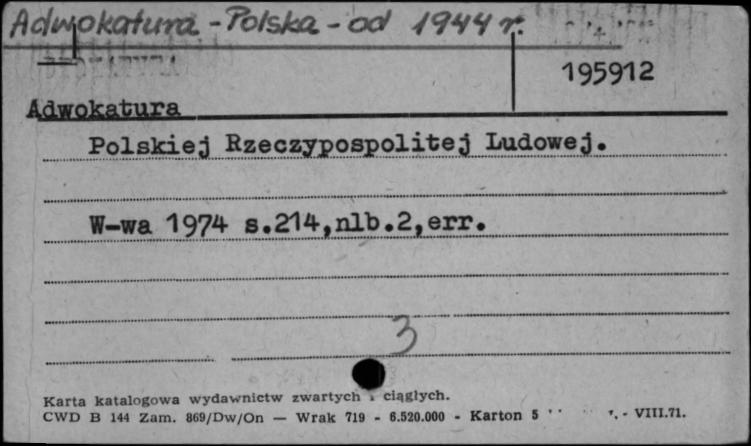 Adwokatura - Polska - od 1944 r.
195912
Adwokatura
Polskiej Rzeczypospolitej Ludowej.
W-wa 1974 s.214,nlb.2,err.
3
Karta katalogowa wydawnictw zwartych i ciągłych.
CWD B 144 Zam. 869/Dw/On — Wrak 719 - 6.520.000 - Karton 5 - VIII.71.